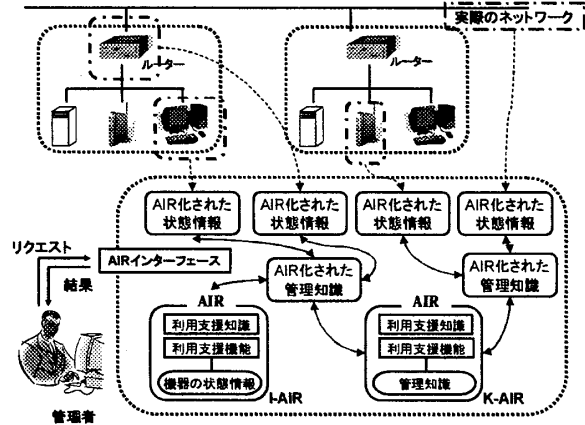 実際のネットワーク
ルーター
ルーター
AIR化された
状態情報
AIR化された
状態情報
AIR化された
状態情報
AIR化された
状態情報
リクエスト
AIRインターフェース
結果
AIR化された
管理知識
AIR化された
管理知識
AIR
利用支援知識
利用支援機能
機器の状態情報
I-AIR
AIR
利用支援知識
利用支援機能
管理知識
K-AIR
管理者